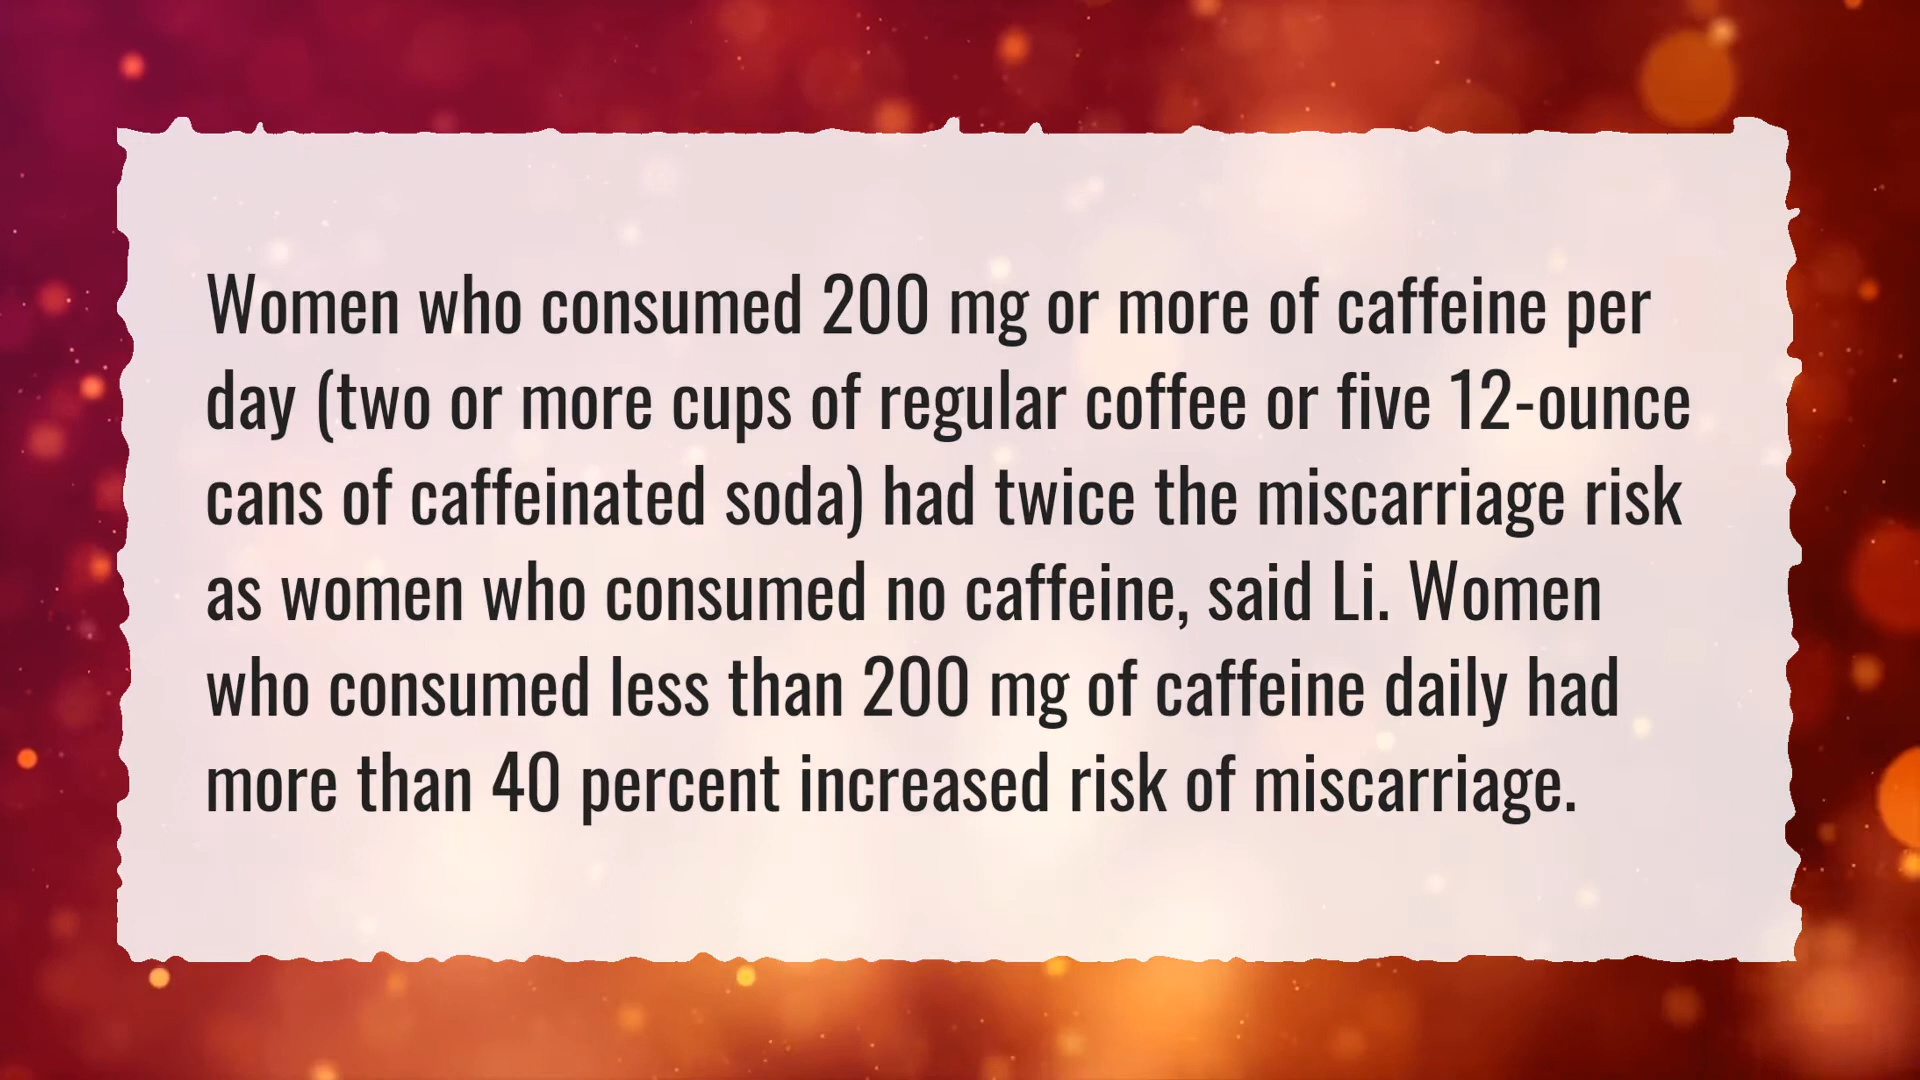 Women who consumed 200 mg or more of caffeine per
day (two or more cups of regular coffee or five 12-ounce
cans of caffeinated soda) had twice the miscarriage risk
as women who consumed no caffeine, said Li. Women
who consumed less than 200 mg of caffeine daily had
more than 40 percent increased risk of miscarriage.